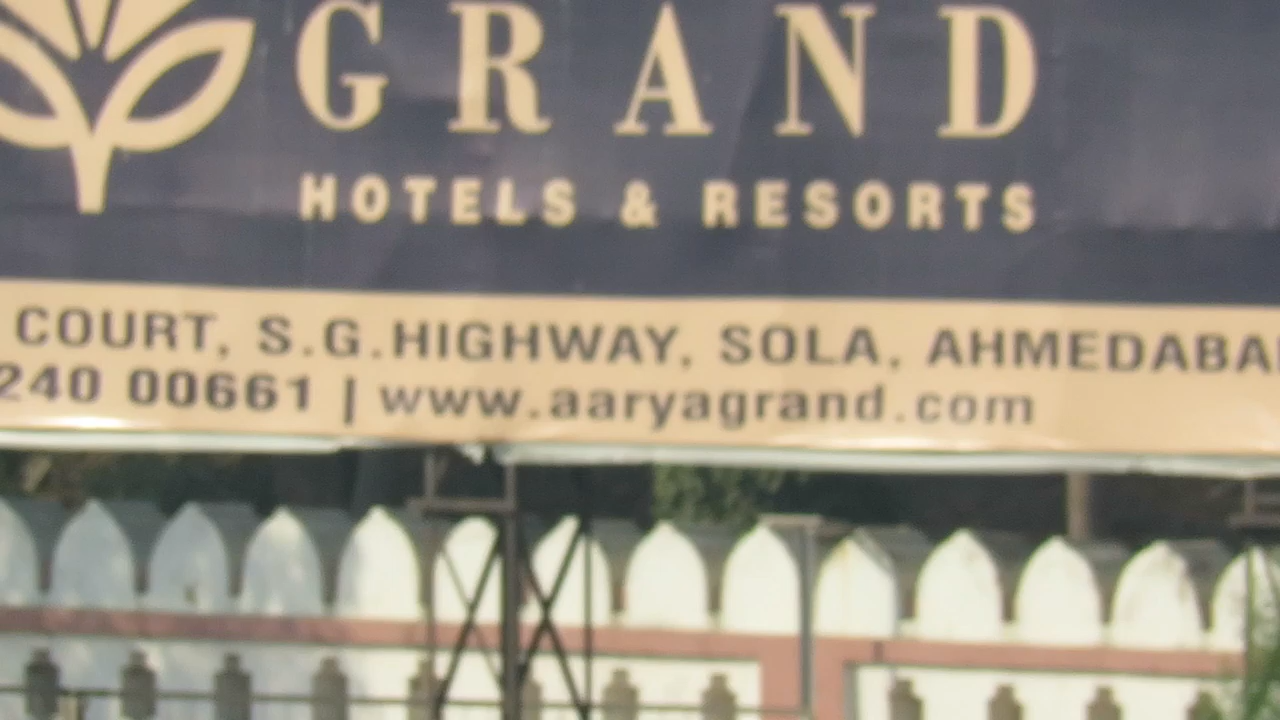 GRAND
HOTELS & RESORTS
COURT, S.G.HIGHWAY, SOLA, AHMEDABA
240 00661 | www.aaryagrand.com